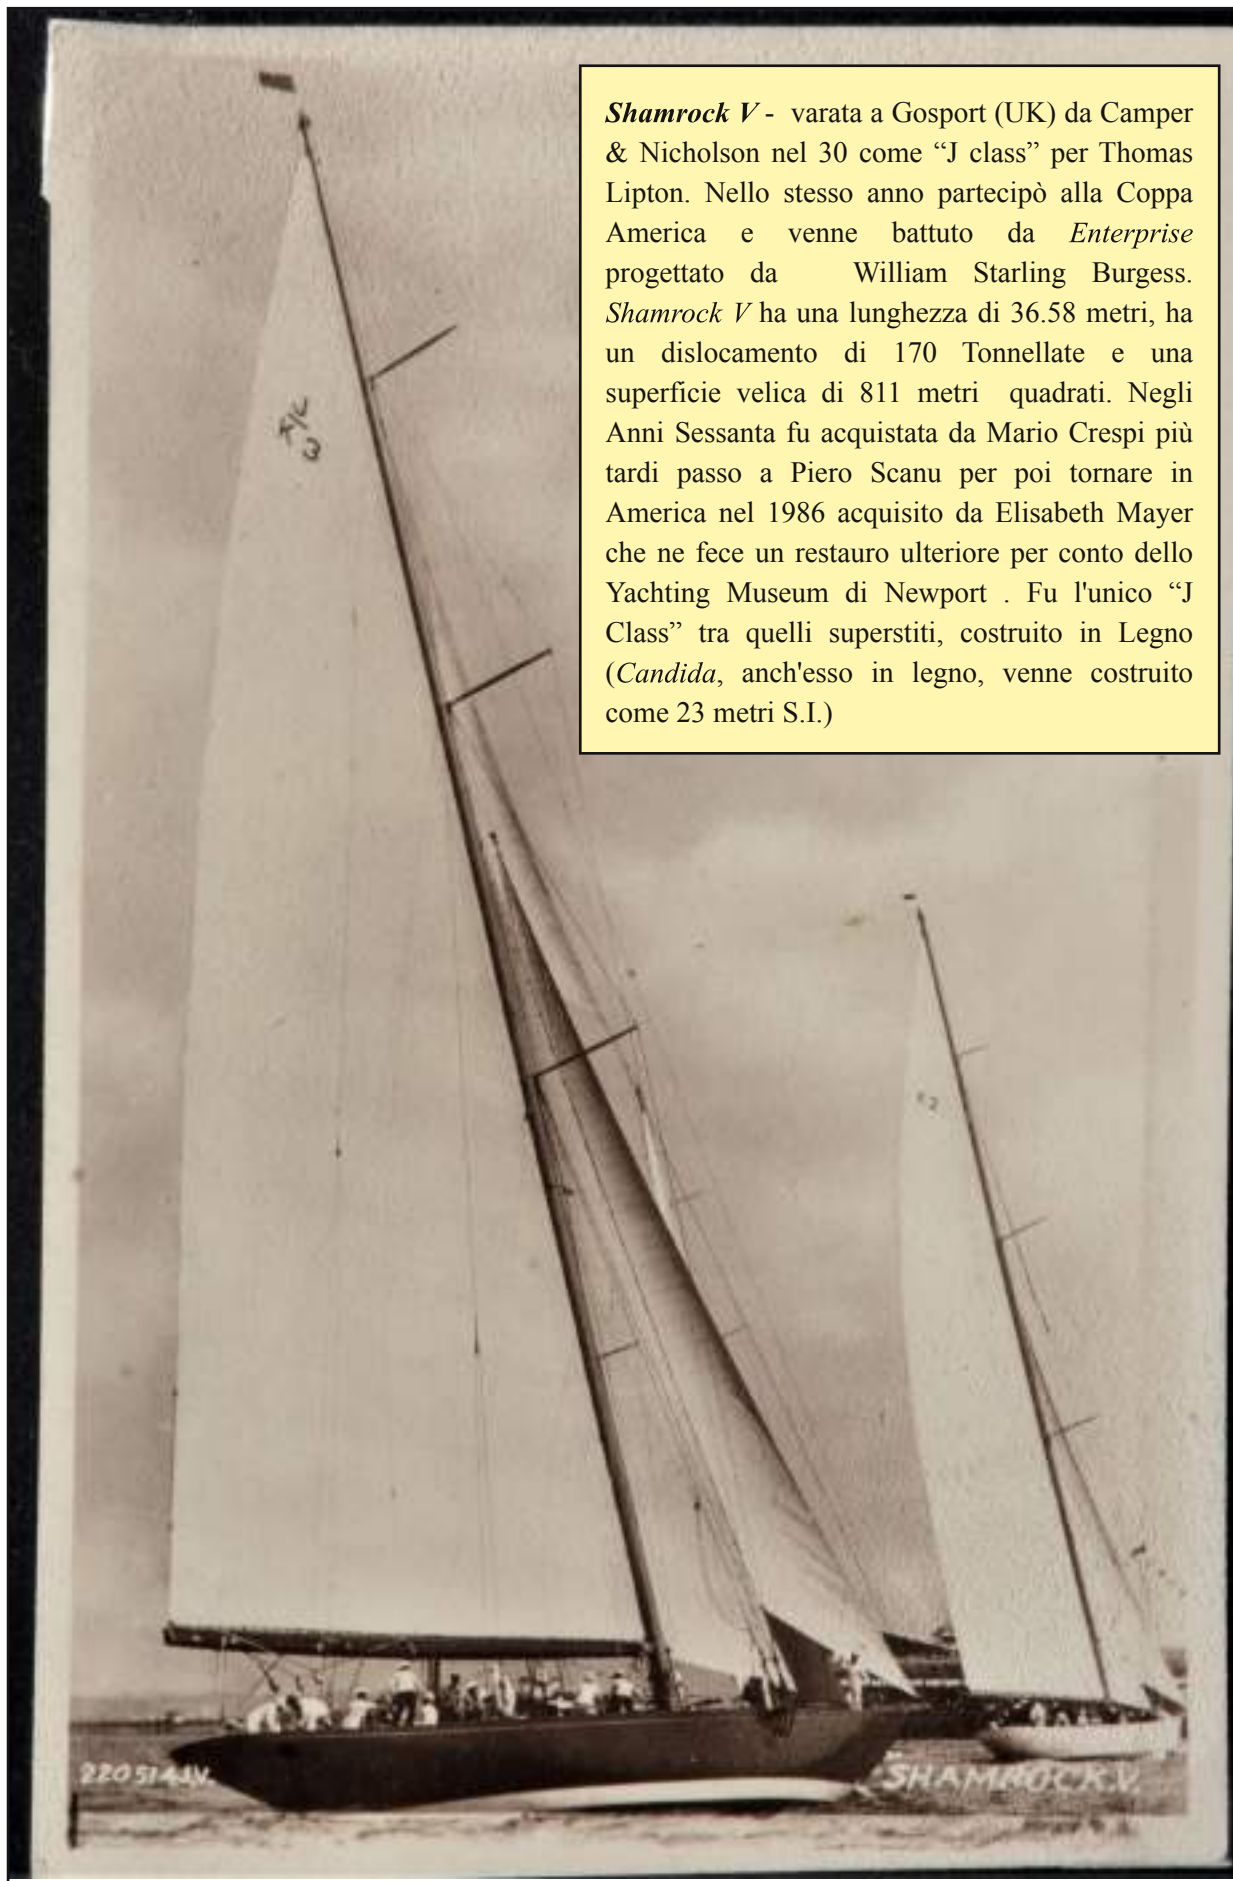 Shamrock V - varata a Gosport (UK) da Camper
& Nicholson nel 30 come “J class” per Thomas
Lipton. Nello stesso anno partecipò alla Coppa
America e venne battuto da Enterprise
progettato da William Starling Burgess.
Shamrock V ha una lunghezza di 36.58 metri, ha
un dislocamento di 170 Tonnellate e una
superficie velica di 811 metri quadrati. Negli
Anni Sessanta fu acquistata da Mario Crespi più
tardi passo a Piero Scanu per poi tornare in
America nel 1986 acquisito da Elisabeth Mayer
che ne fece un restauro ulteriore per conto dello
Yachting Museum di Newport . Fu l'unico “J
Class” tra quelli superstiti, costruito in Legno
(Candida, anch'esso in legno, venne costruito
come 23 metri S.I.)
3
220514JV.
"SHAMROCK.V.